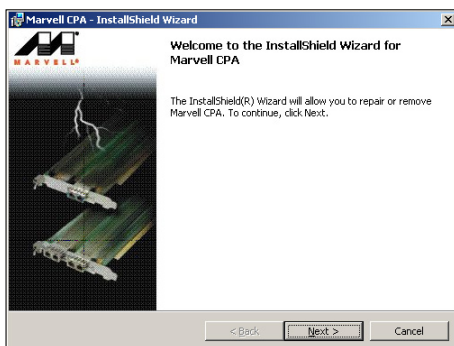 Marvell CPA - InstallShield Wizard
MARVELL®
Welcome to the InstallShield Wizard for
Marvell CPA
The InstallShield(R) Wizard will allow you to repair or remove
Marvell CPA. To continue, click Next.
< Back
Next >
Cancel